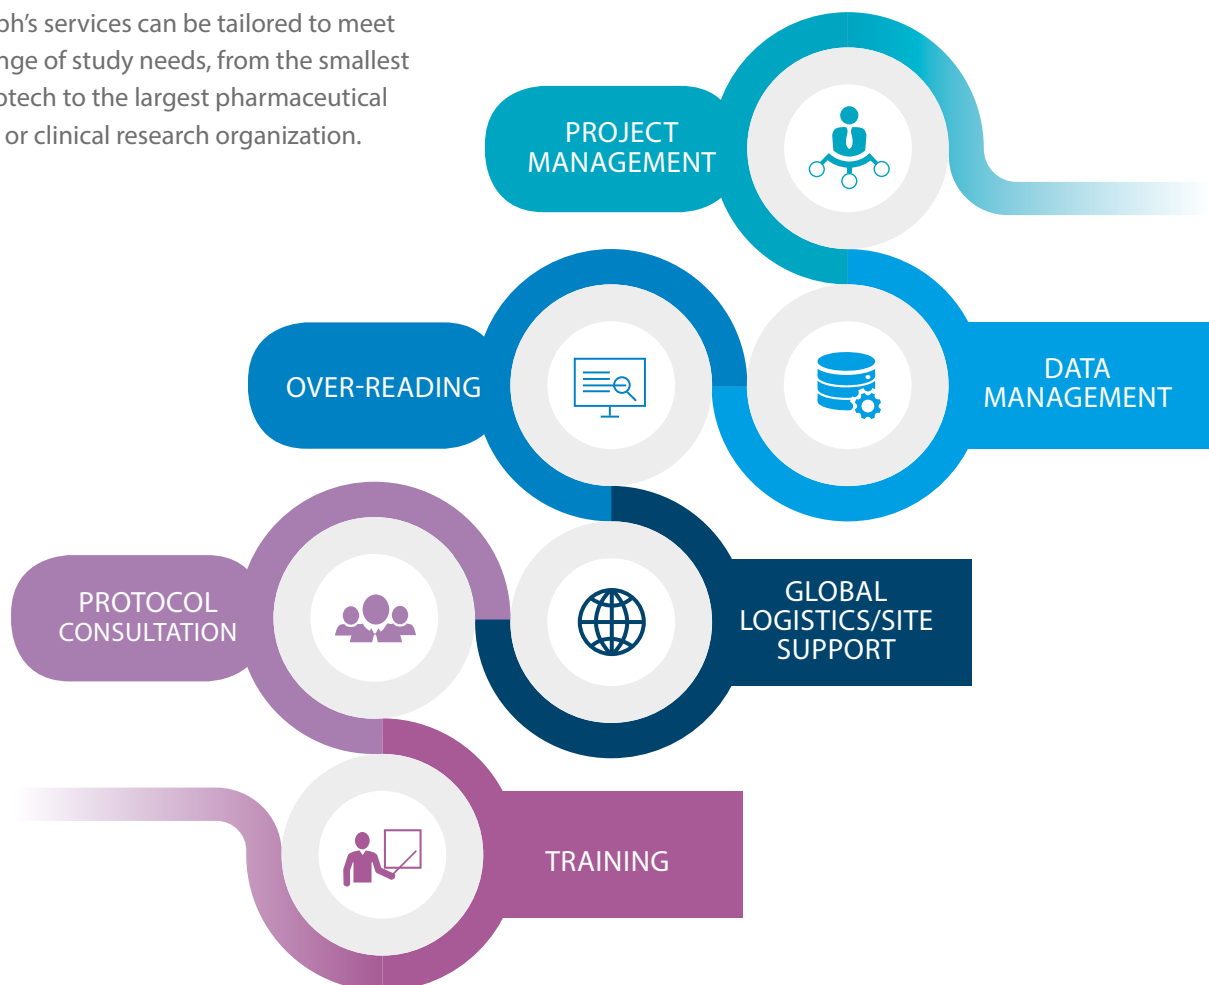 ph's services can be tailored to meet
nge of study needs, from the smallest
otech to the largest pharmaceutical
or clinical research organization.
PROJECT
MANAGEMENT
OVER-READING
DATA
MANAGEMENT
PROTOCOL
CONSULTATION
GLOBAL
LOGISTICS/SITE
SUPPORT
TRAINING